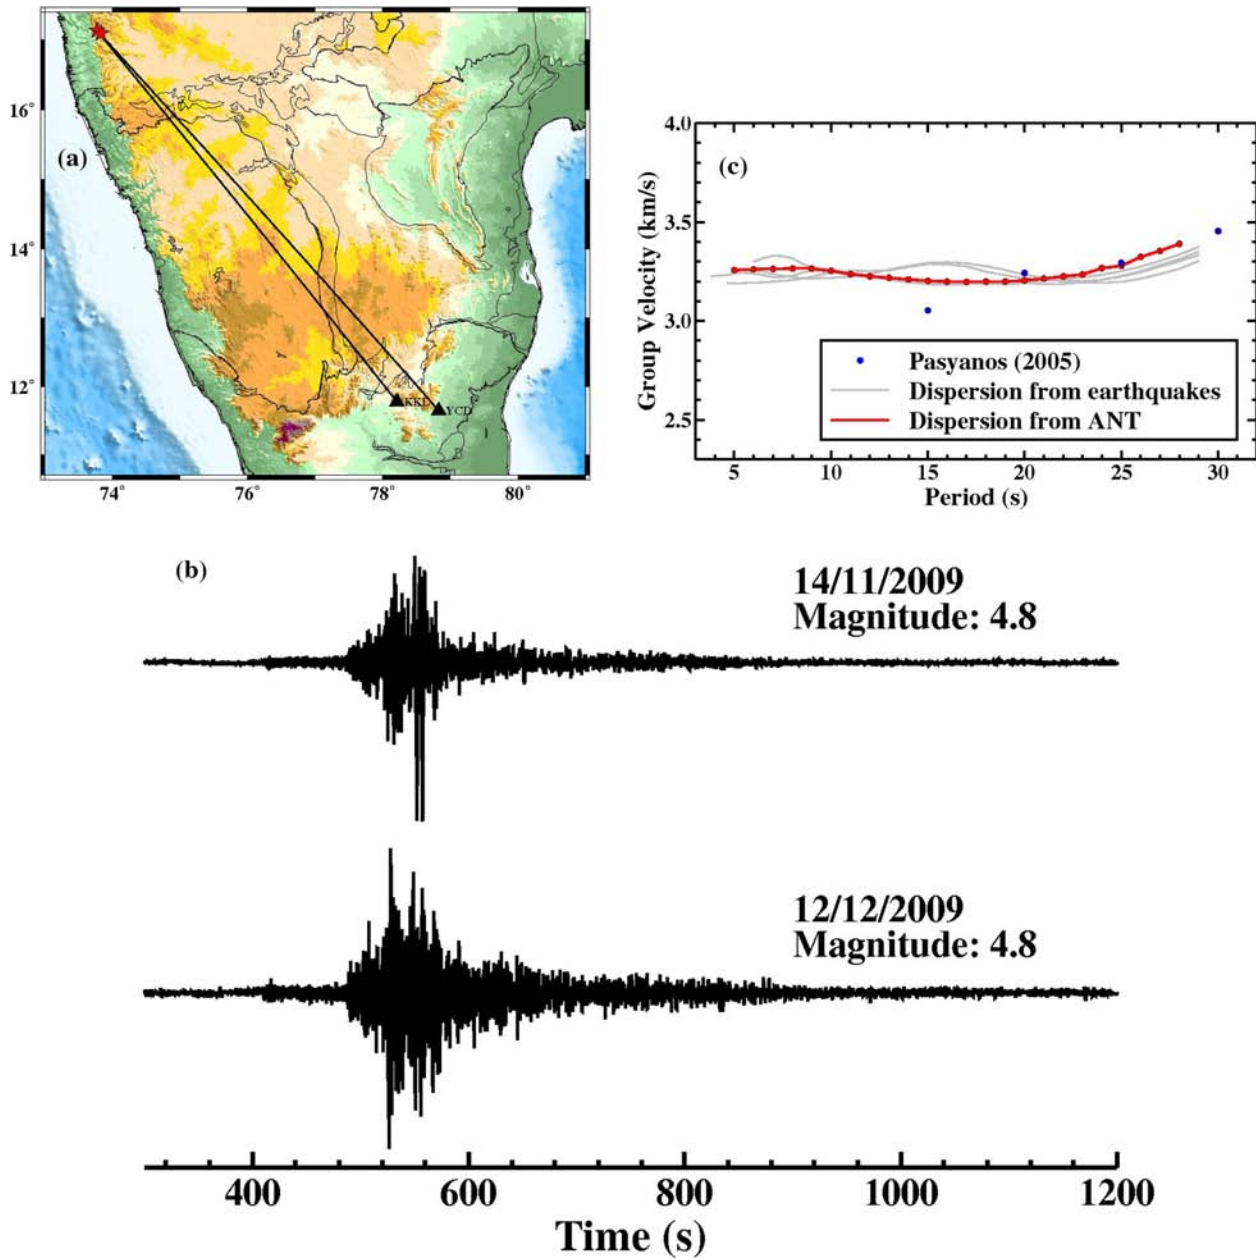 (a)
16°
14°
12°
74°
76°
78°
80°
KKL
YCD
(c)
Group Velocity (km/s)
4.0
3.5
3.0
2.5
Pasyanos (2005)
Dispersion from earthquakes
Dispersion from ANT
5 10 15 20 25 30
Period (s)
(b)
14/11/2009
Magnitude: 4.8
12/12/2009
Magnitude: 4.8
400 600 800 1000 1200
Time (s)